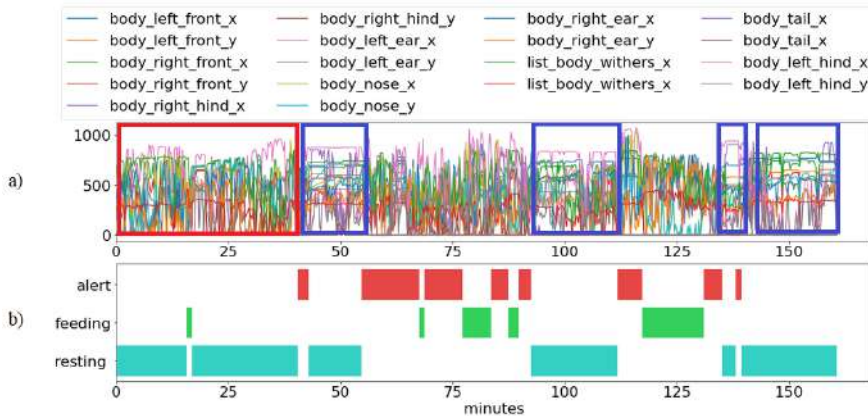 body_left_front_x body_right_hind_y body_right_ear_x body_tail_x
body_left_front_y body_left_ear_x body_right_ear_y body_tail_x
body_right_front_x body_left_ear_y list_body_withers_x body_left_hind_x
body_right_front_y body_nose_x list_body_withers_x body_left_hind_y
body_right_hind_x body_nose_y
a)
1000
500
0
0 25 50 75 100 125 150
b)
alert
feeding
resting
0 25 50 75 100 125 150
minutes